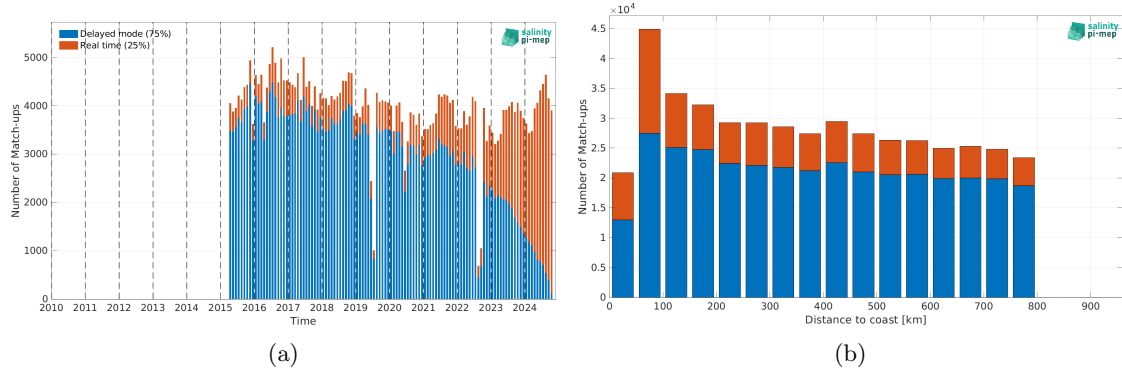 Delayed mode (75%)
Real time (25%)
salinity
pi-mep
Number of Match-ups
5000
4000
3000
2000
1000
0
2010 2011 2012 2013 2014 2015 2016 2017 2018 2019 2020 2021 2022 2023 2024
Time
(a)
×10⁴
salinity
pi-mep
Number of Match-ups
4.5
4
3.5
3
2.5
2
1.5
1
0.5
0
100 200 300 400 500 600 700 800 900
Distance to coast [km]
(b)